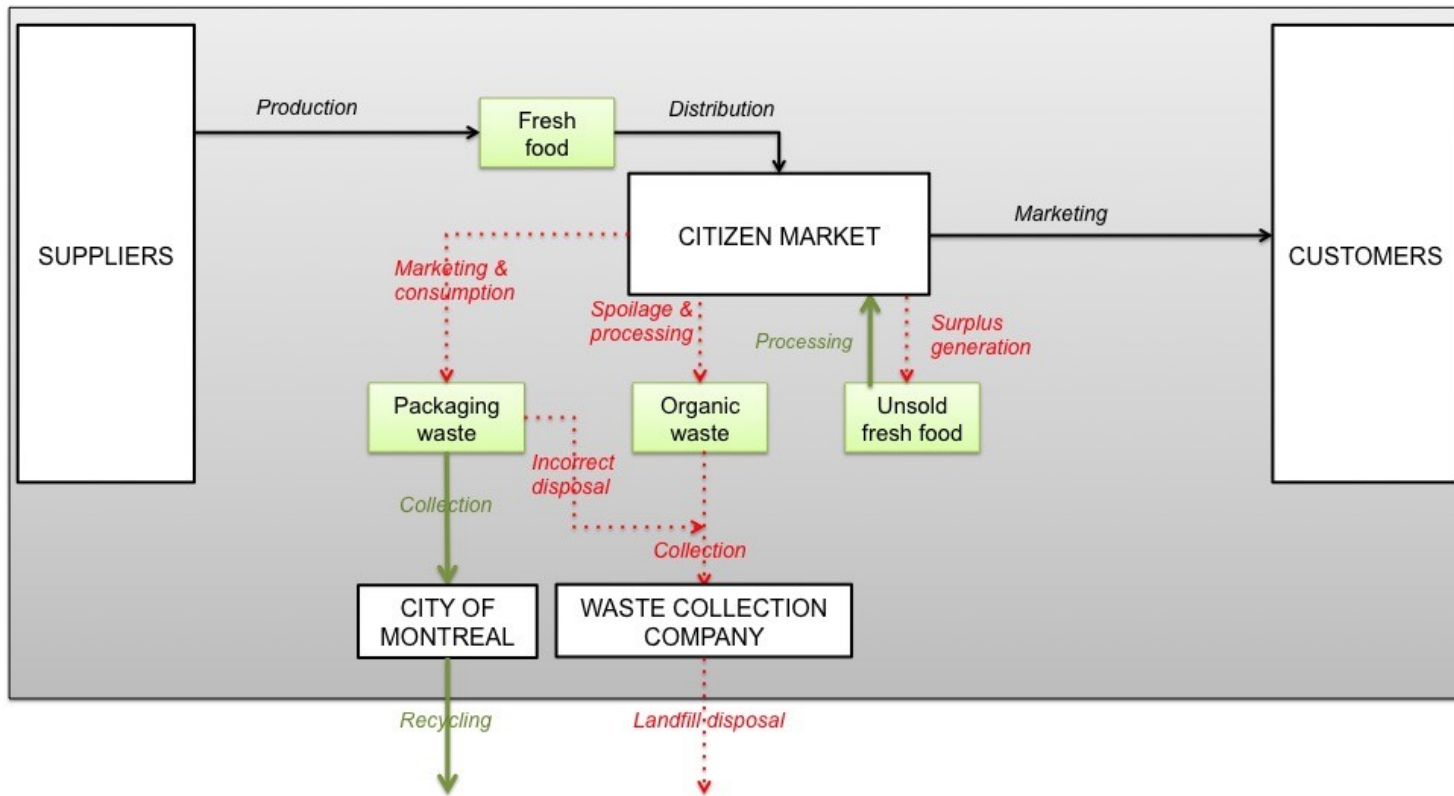 Production
Fresh
food
Distribution
SUPPLIERS
CITIZEN MARKET
Marketing
CUSTOMERS
Marketing &
consumption
Spoilage &
processing
Processing
Surplus
generation
Packaging
waste
Organic
waste
Unsold
fresh food
Incorrect
disposal
Collection
Collection
CITY OF
MONTREAL
WASTE COLLECTION
COMPANY
Recycling
Landfill disposal